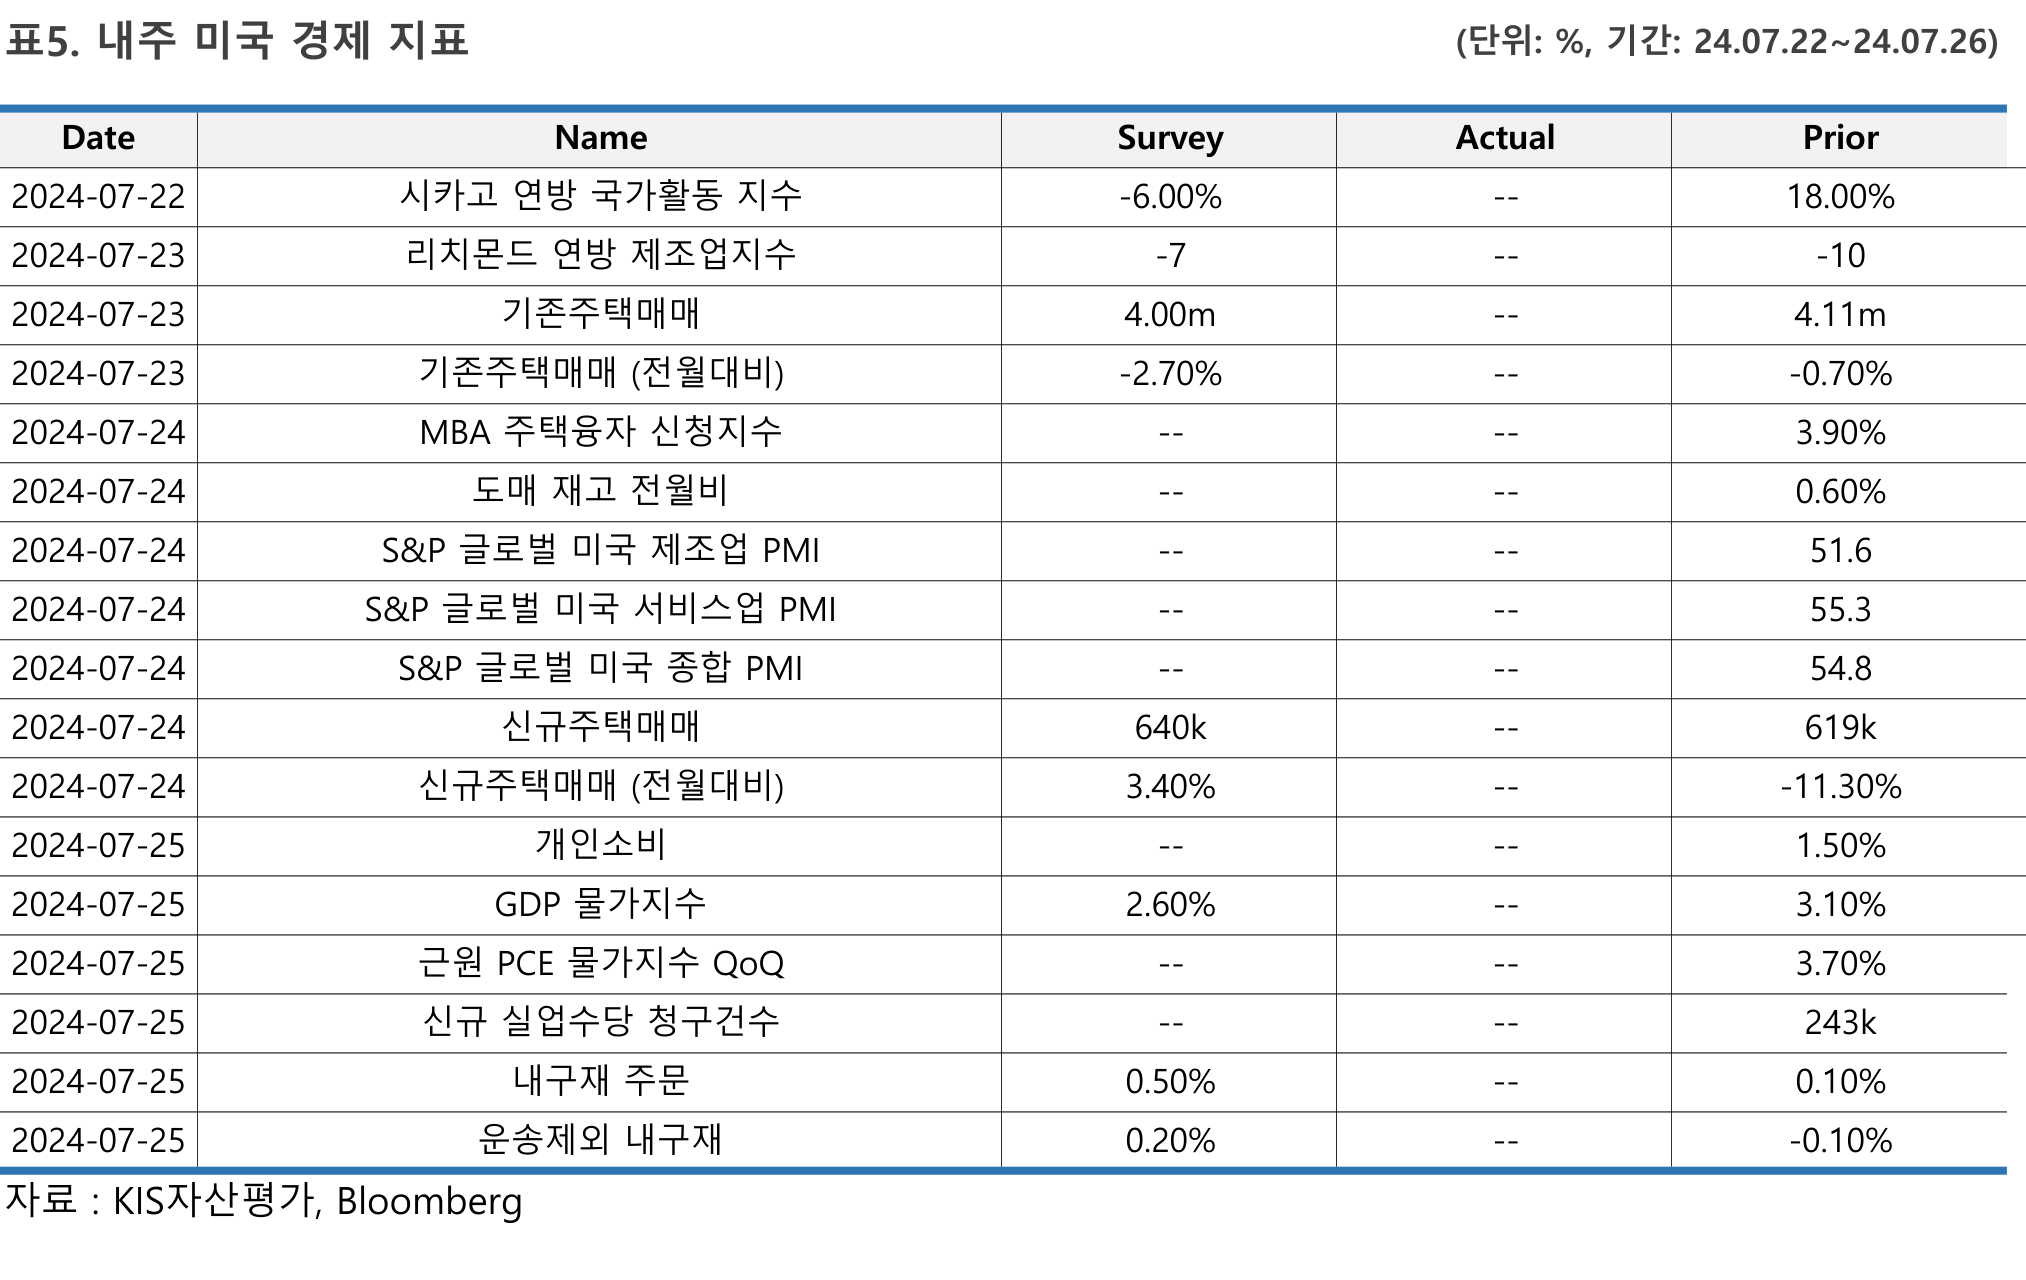 표5. 내주 미국 경제 지표 (단위: %, 기간: 24.07.22~24.07.26)
Date Name Survey Actual Prior
2024-07-22 시카고 연방 국가활동 지수 -6.00% -- 18.00%
2024-07-23 리치몬드 연방 제조업지수 -7 -- -10
2024-07-23 기존주택매매 4.00m -- 4.11m
2024-07-23 기존주택매매 (전월대비) -2.70% -- -0.70%
2024-07-24 MBA 주택융자 신청지수 -- -- 3.90%
2024-07-24 도매 재고 전월비 -- -- 0.60%
2024-07-24 S&P 글로벌 미국 제조업 PMI -- -- 51.6
2024-07-24 S&P 글로벌 미국 서비스업 PMI -- -- 55.3
2024-07-24 S&P 글로벌 미국 종합 PMI -- -- 54.8
2024-07-24 신규주택매매 640k -- 619k
2024-07-24 신규주택매매 (전월대비) 3.40% -- -11.30%
2024-07-25 개인소비 -- -- 1.50%
2024-07-25 GDP 물가지수 2.60% -- 3.10%
2024-07-25 근원 PCE 물가지수 QoQ -- -- 3.70%
2024-07-25 신규 실업수당 청구건수 -- -- 243k
2024-07-25 내구재 주문 0.50% -- 0.10%
2024-07-25 운송제외 내구재 0.20% -- -0.10%
자료 : KIS자산평가, Bloomberg